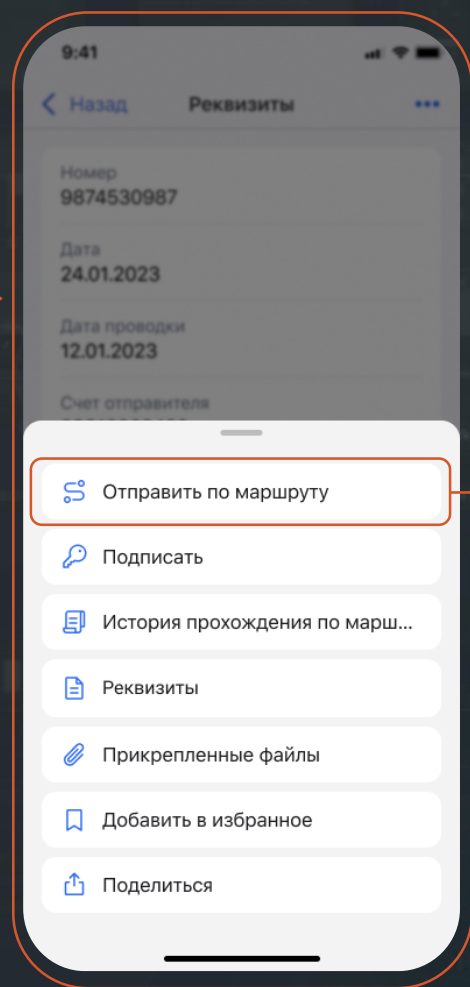 9:41
Назад Реквизиты
Номер
9874530987
Дата
24.01.2023
Дата проводки
12.01.2023
Счет отправителя
Отправить по маршруту
Подписать
История прохождения по марш...
Реквизиты
Прикрепленные файлы
Добавить в избранное
Поделиться